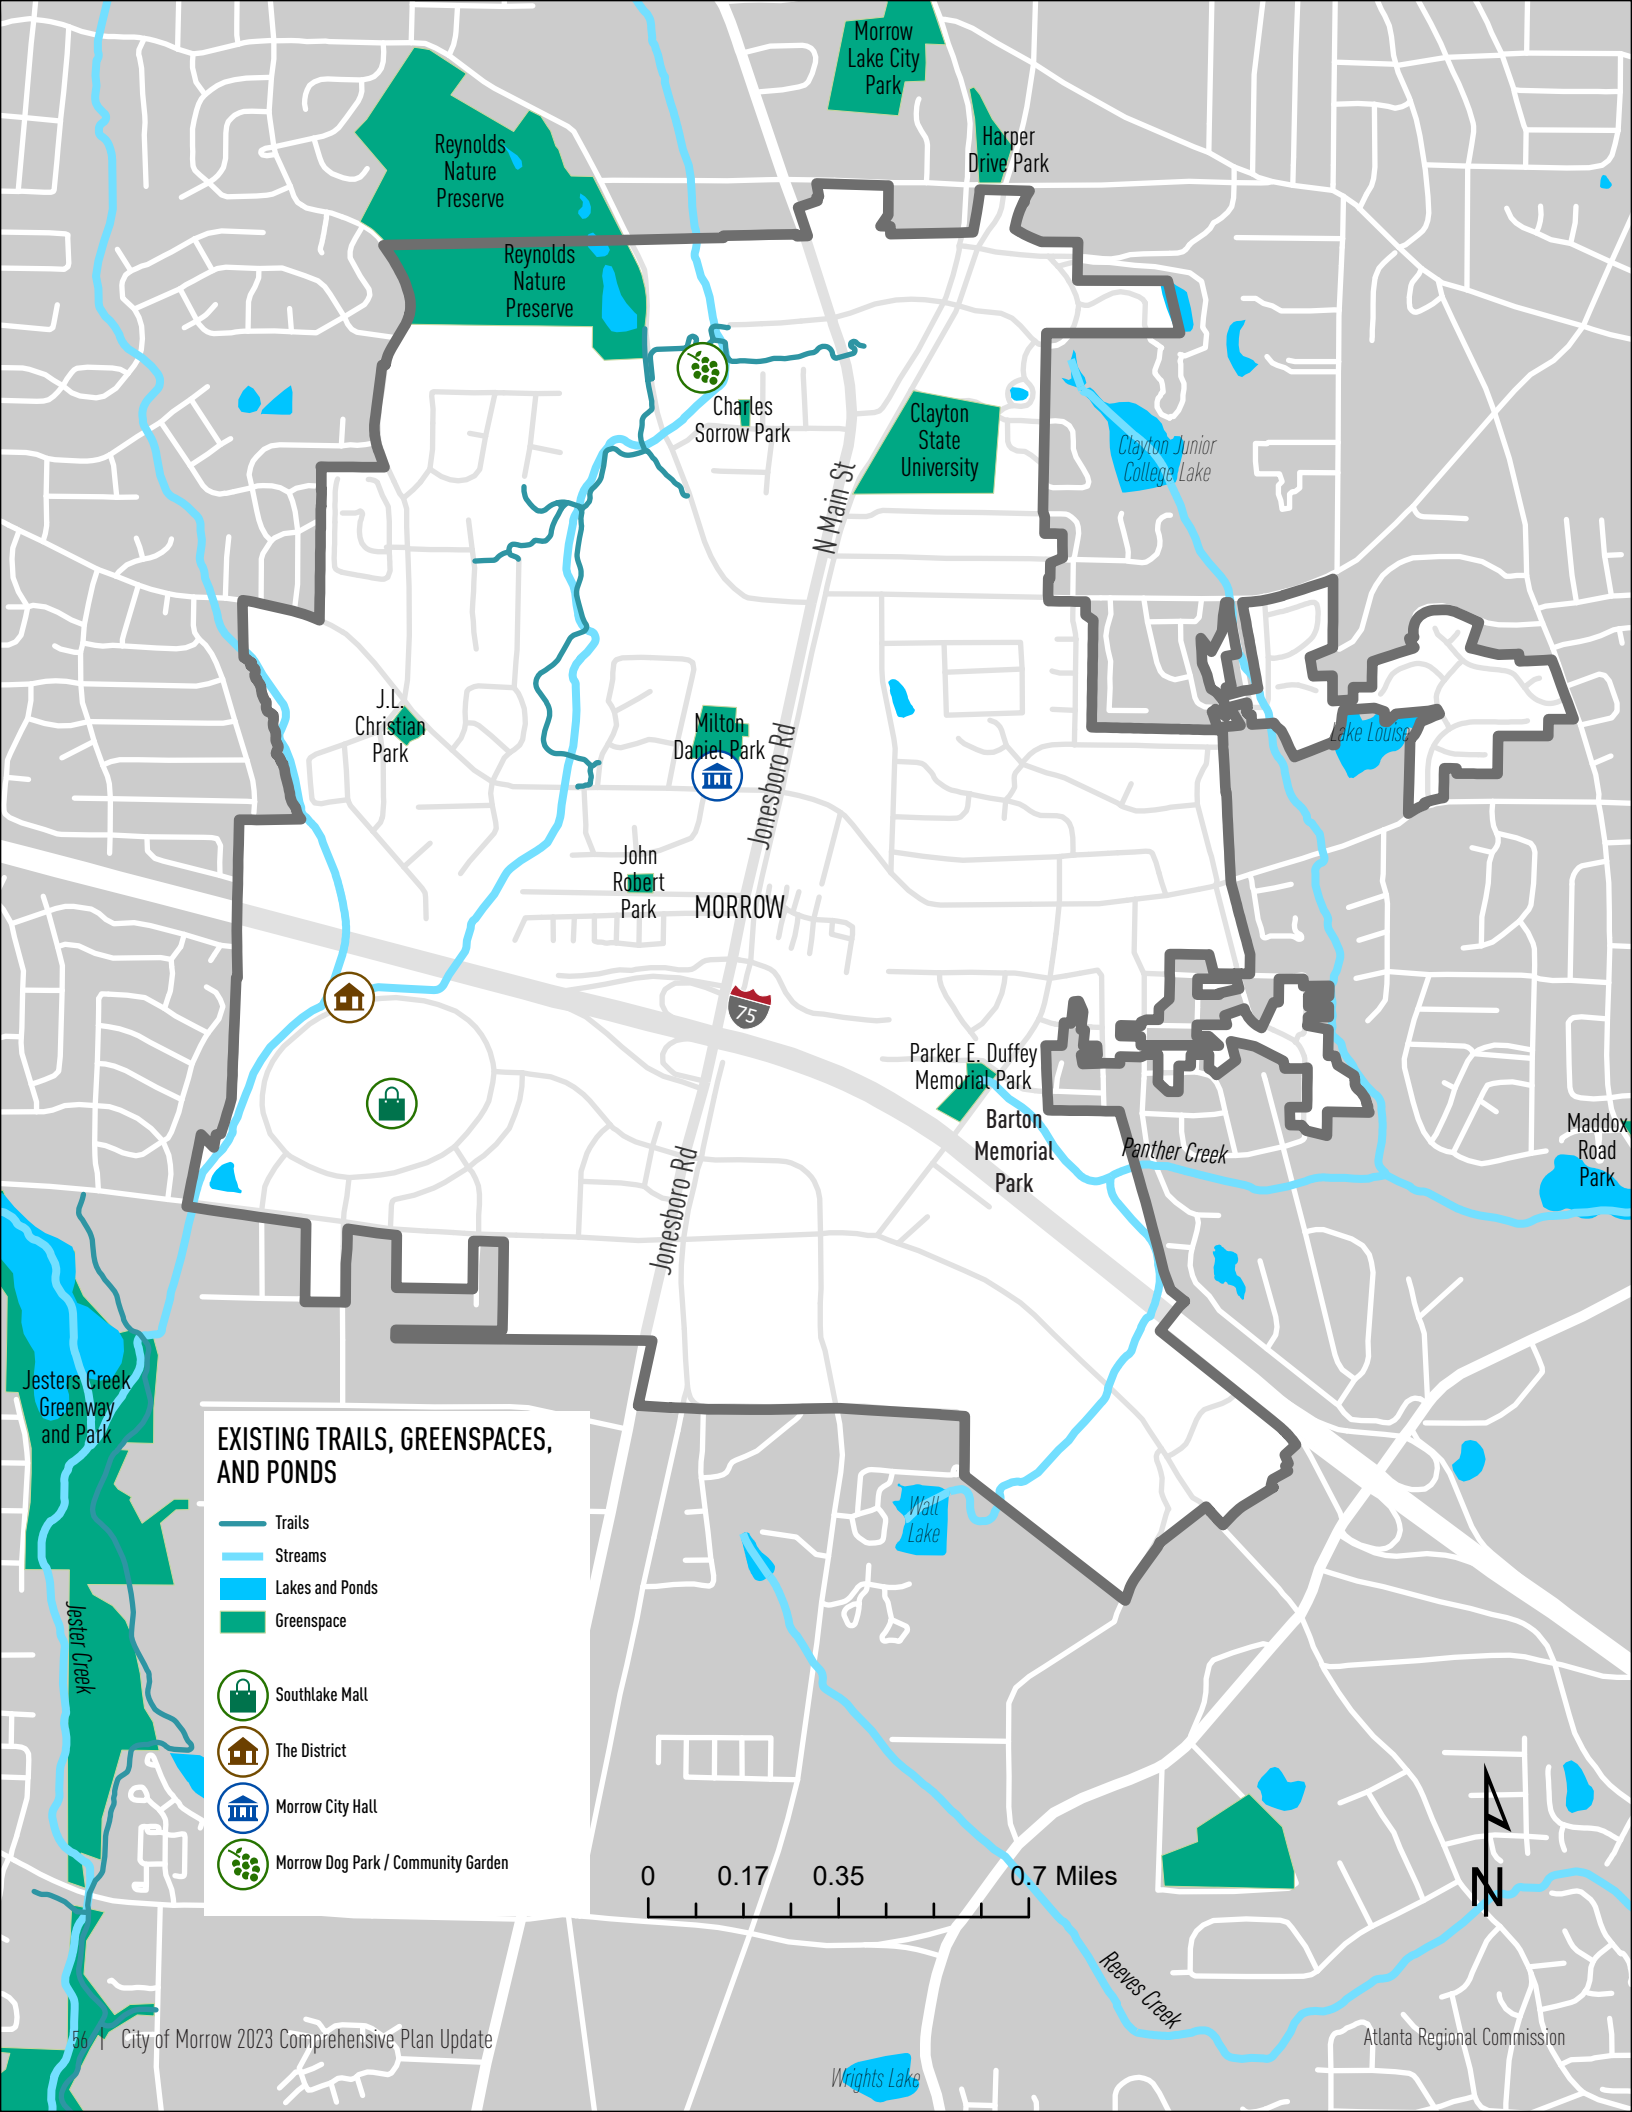 Morrow
Lake City
Park
Harper
Drive Park
Reynolds
Nature
Preserve
Reynolds
Nature
Preserve
Charles
Sorrow Park
Clayton
State
University
Clayton Junior
College Lake
N Main St
J.L.
Christian
Park
Milton
Daniel Park
Jonesboro Rd
Lake Louise
John
Robert
Park
MORROW
75
Parker E. Duffey
Memorial Park
Barton
Memorial
Park
Panther Creek
Maddox
Road
Park
Jonesboro Rd
Jesters Creek
Greenway
and Park
EXISTING TRAILS, GREENSPACES,
AND PONDS
Trails
Streams
Lakes and Ponds
Greenspace
Southlake Mall
The District
Morrow City Hall
Morrow Dog Park / Community Garden
Jester Creek
Wall
Lake
0 0.17 0.35 0.7 Miles
N
Reeves Creek
Wrights Lake
56 | City of Morrow 2023 Comprehensive Plan Update
Atlanta Regional Commission